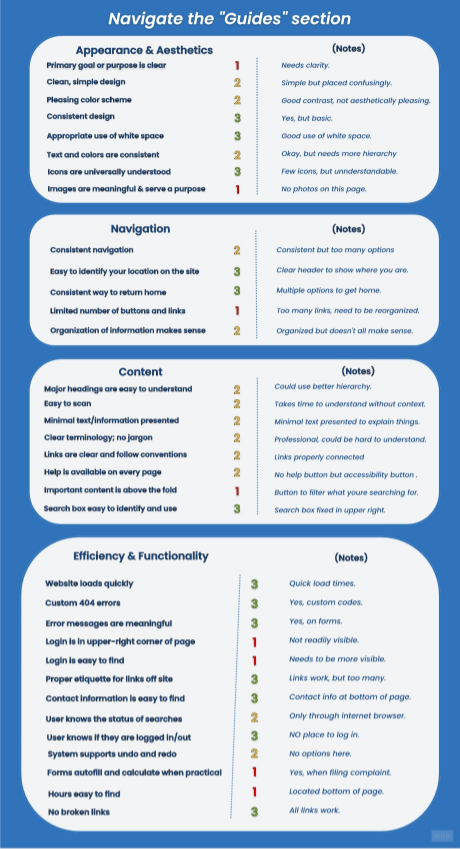 Navigate the "Guides" section
Appearance & Aesthetics (Notes)
Primary goal or purpose is clear 1 Needs clarity.
Clean, simple design 2 Simple but placed confusingly.
Pleasing color scheme 2 Good contrast, not aesthetically pleasing.
Consistent design 3 Yes, but basic.
Appropriate use of white space 3 Good use of white space.
Text and colors are consistent 2 Okay, but needs more hierarchy
Icons are universally understood 3 Few icons, but unnderstandable.
Images are meaningful & serve a purpose 1 No photos on this page.
Navigation (Notes)
Consistent navigation 2 Consistent but too many options
Easy to identify your location on the site 3 Clear header to show where you are.
Consistent way to return home 3 Multiple options to get home.
Limited number of buttons and links 1 Too many links, need to be reorganized.
Organization of information makes sense 2 Organized but doesn't all make sense.
Content (Notes)
Major headings are easy to understand 2 Could use better hierarchy.
Easy to scan 2 Takes time to understand without context.
Minimal text/information presented 2 Minimal text presented to explain things.
Clear terminology; no jargon 2 Professional, could be hard to understand.
Links are clear and follow conventions 2 Links properly connected
Help is available on every page 2 No help button but accessibility button .
Important content is above the fold 1 Button to filter what youre searching for.
Search box easy to identify and use 3 Search box fixed in upper right.
Efficiency & Functionality (Notes)
Website loads quickly 3 Quick load times.
Custom 404 errors 3 Yes, custom codes.
Error messages are meaningful 3 Yes, on forms.
Login is in upper-right corner of page 1 Not readily visible.
Login is easy to find 1 Needs to be more visible.
Proper etiquette for links off site 3 Links work, but too many.
Contact information is easy to find 3 Contact info at bottom of page.
User knows the status of searches 2 Only through internet browser.
User knows if they are logged in/out 3 NO place to log in.
System supports undo and redo 2 No options here.
Forms autofill and calculate when practical 1 Yes, when filing complaint.
Hours easy to find 1 Located bottom of page.
No broken links 3 All links work.